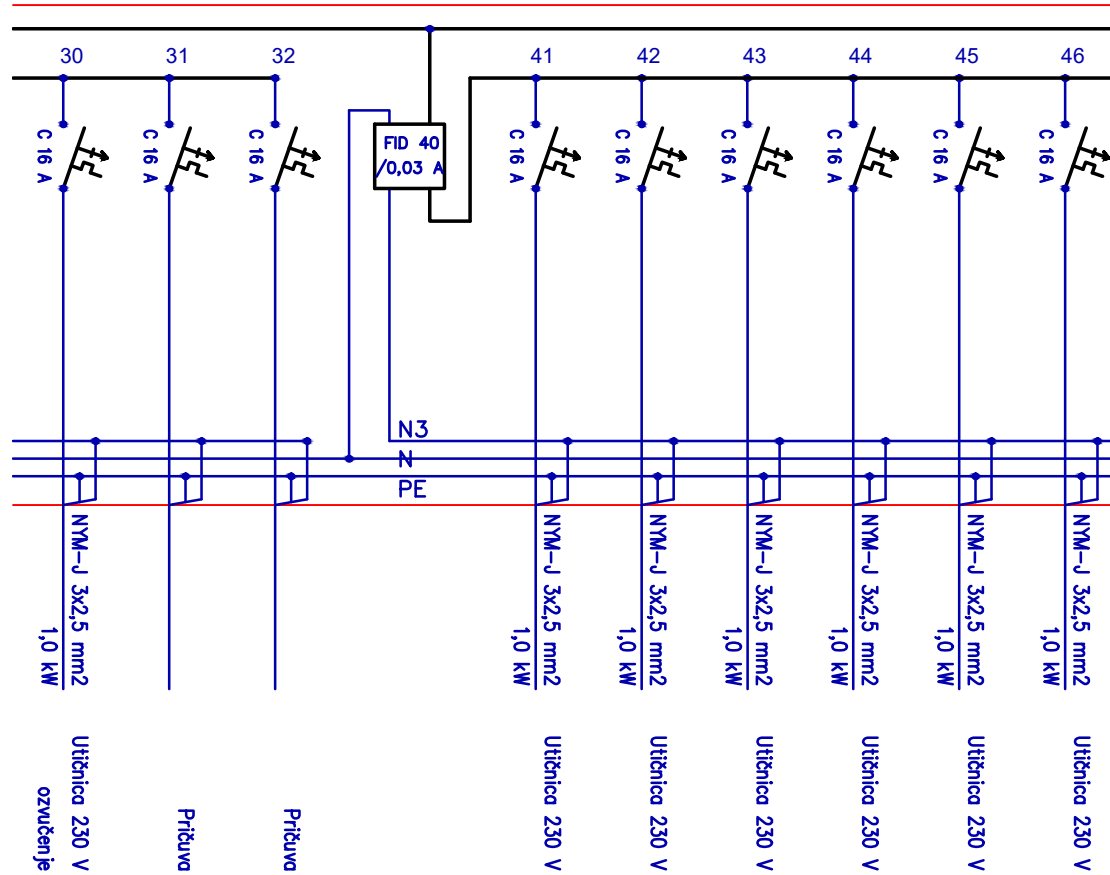 30 31 32 41 42 43 44 45 46
C 16 A
C 16 A
C 16 A
FID 40
/0,03 A
C 16 A
C 16 A
C 16 A
C 16 A
C 16 A
C 16 A
N3
N
PE
NYM-J 3x2,5 mm2
1,0 kW
NYM-J 3x2,5 mm2
1,0 kW
NYM-J 3x2,5 mm2
1,0 kW
NYM-J 3x2,5 mm2
1,0 kW
NYM-J 3x2,5 mm2
1,0 kW
NYM-J 3x2,5 mm2
1,0 kW
NYM-J 3x2,5 mm2
1,0 kW
Utičnica 230 V
ozvučenje
Pričuva
Pričuva
Utičnica 230 V
Utičnica 230 V
Utičnica 230 V
Utičnica 230 V
Utičnica 230 V
Utičnica 230 V